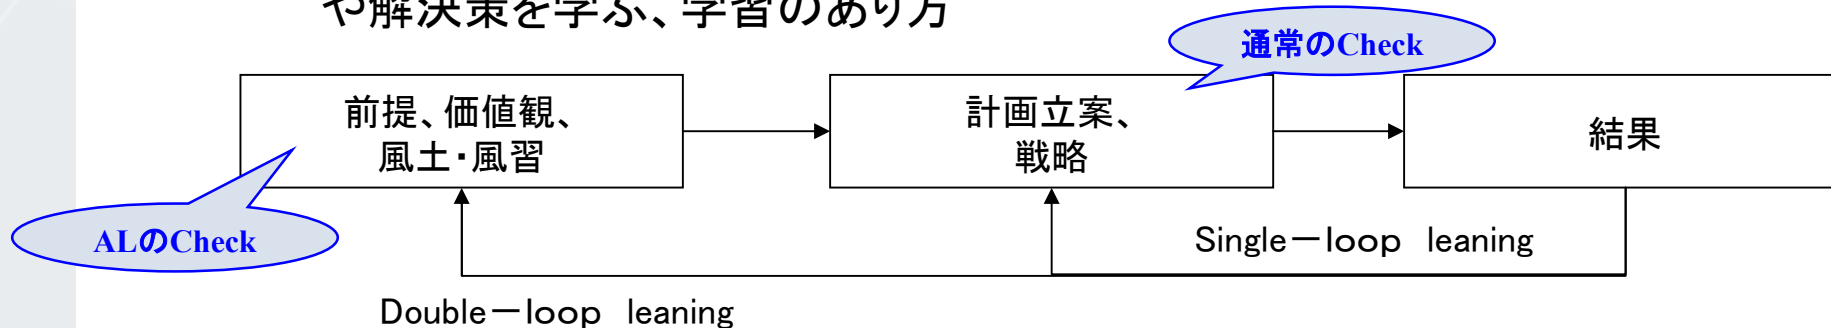 や解決策を学ぶ、学習のあり方
通常のCheck
前提、価値観、
風土・風習
計画立案、
戦略
結果
ALのCheck
Single－loop　leaning
Double－loop　leaning